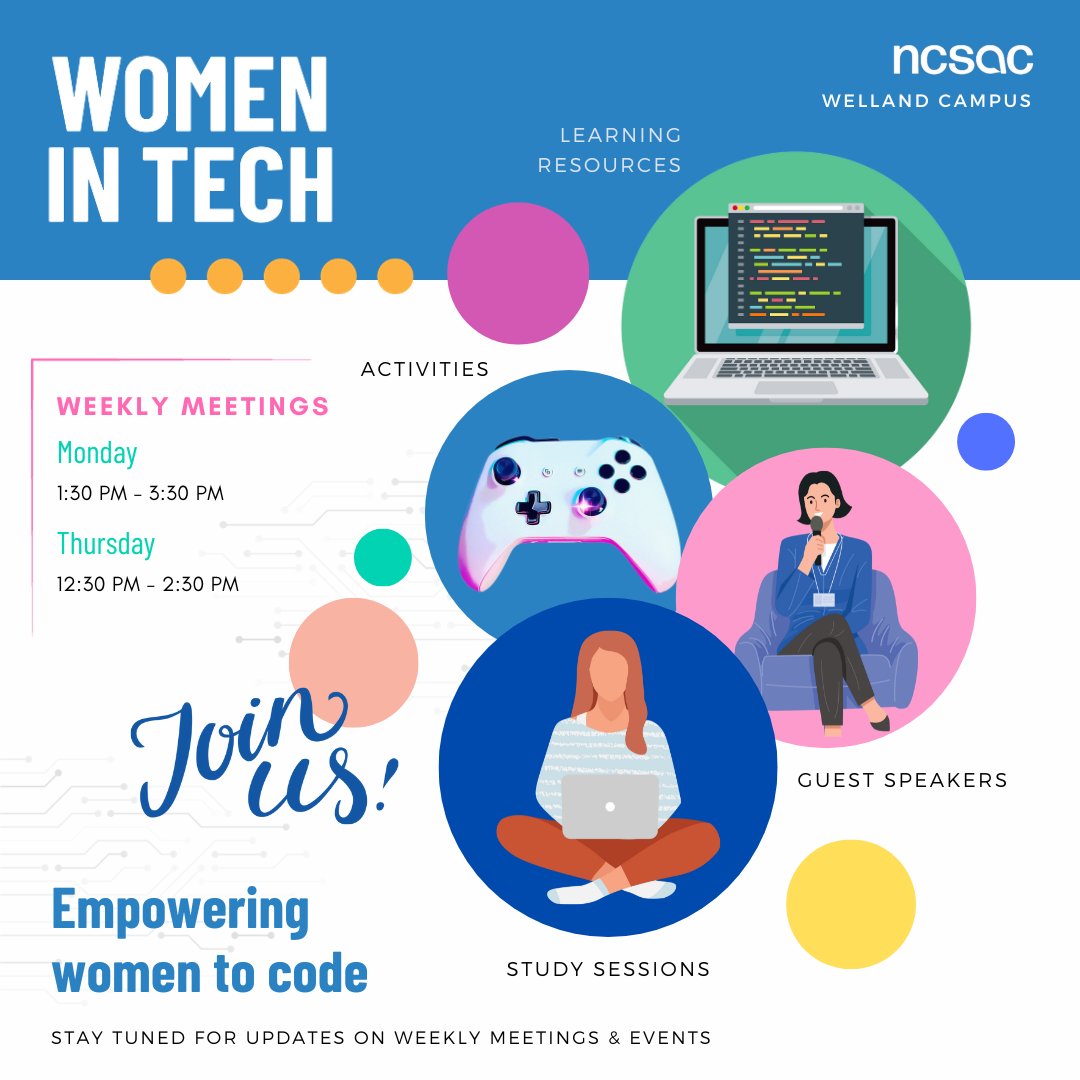 WOMEN
IN TECH
ncsac
WELLAND CAMPUS
LEARNING
RESOURCES
ACTIVITIES
WEEKLY MEETINGS
Monday
1:30 PM – 3:30 PM
Thursday
12:30 PM – 2:30 PM
Join
us!
GUEST SPEAKERS
Empowering
women to code
STUDY SESSIONS
STAY TUNED FOR UPDATES ON WEEKLY MEETINGS & EVENTS